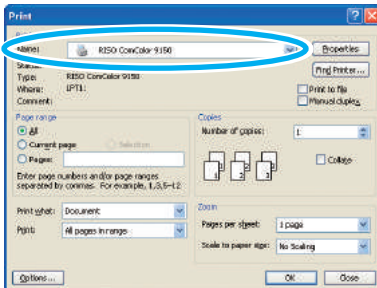 Print
Name: RISO ComColor 9150 Properties
Status: Find Printer...
Type: RISO ComColor 9150
Where: LPT1: Print to file
Comment: Manual duplex
Page range Copies
All Number of copies: 1
Current page Selection
Pages: Collate
Enter page numbers and/or page ranges
separated by commas. For example, 1,3,5-12
Print what: Document Zoom
Print: All pages in range Pages per sheet: 1 page
Scale to paper size: No Scaling
Options... OK Close